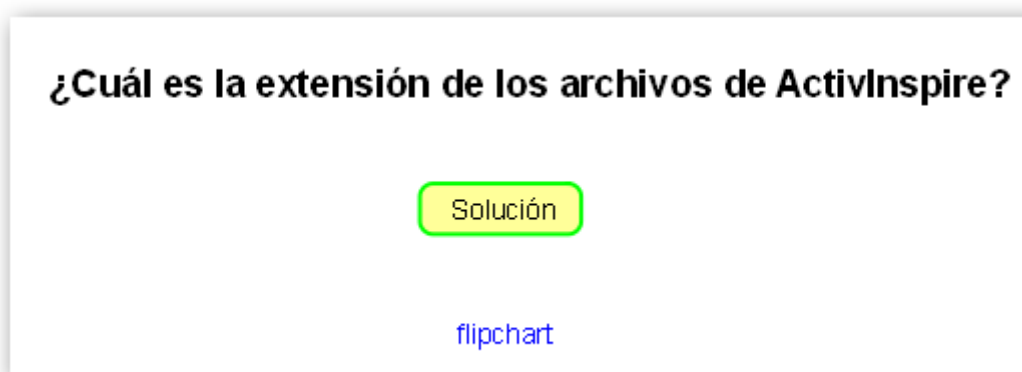 ¿Cuál es la extensión de los archivos de ActivInspire?
Solución
flipchart